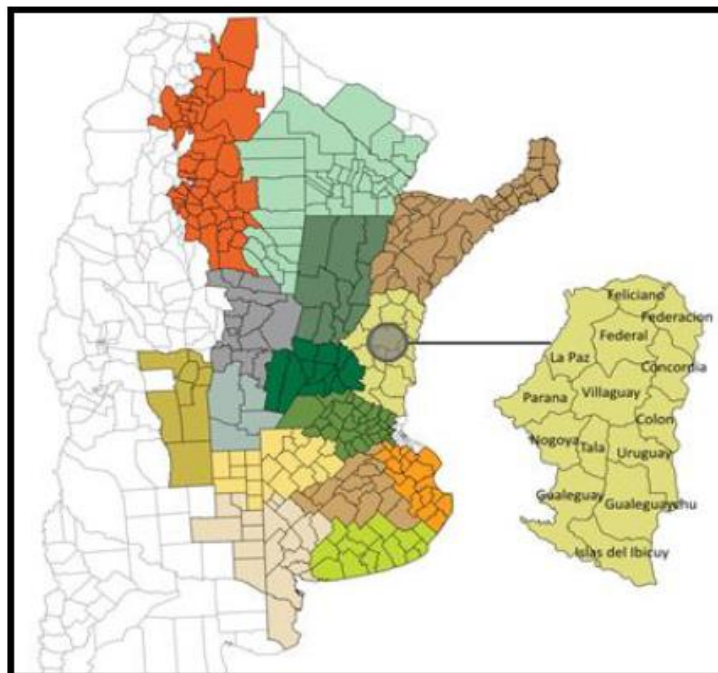 Feliciano
Federacion
Federal
La Paz
Concordia
Parana
Villaguay
Colon
Nogoya
Tala
Uruguay
Gualeguay
Gualeguaychu
Islas del Ibicuy